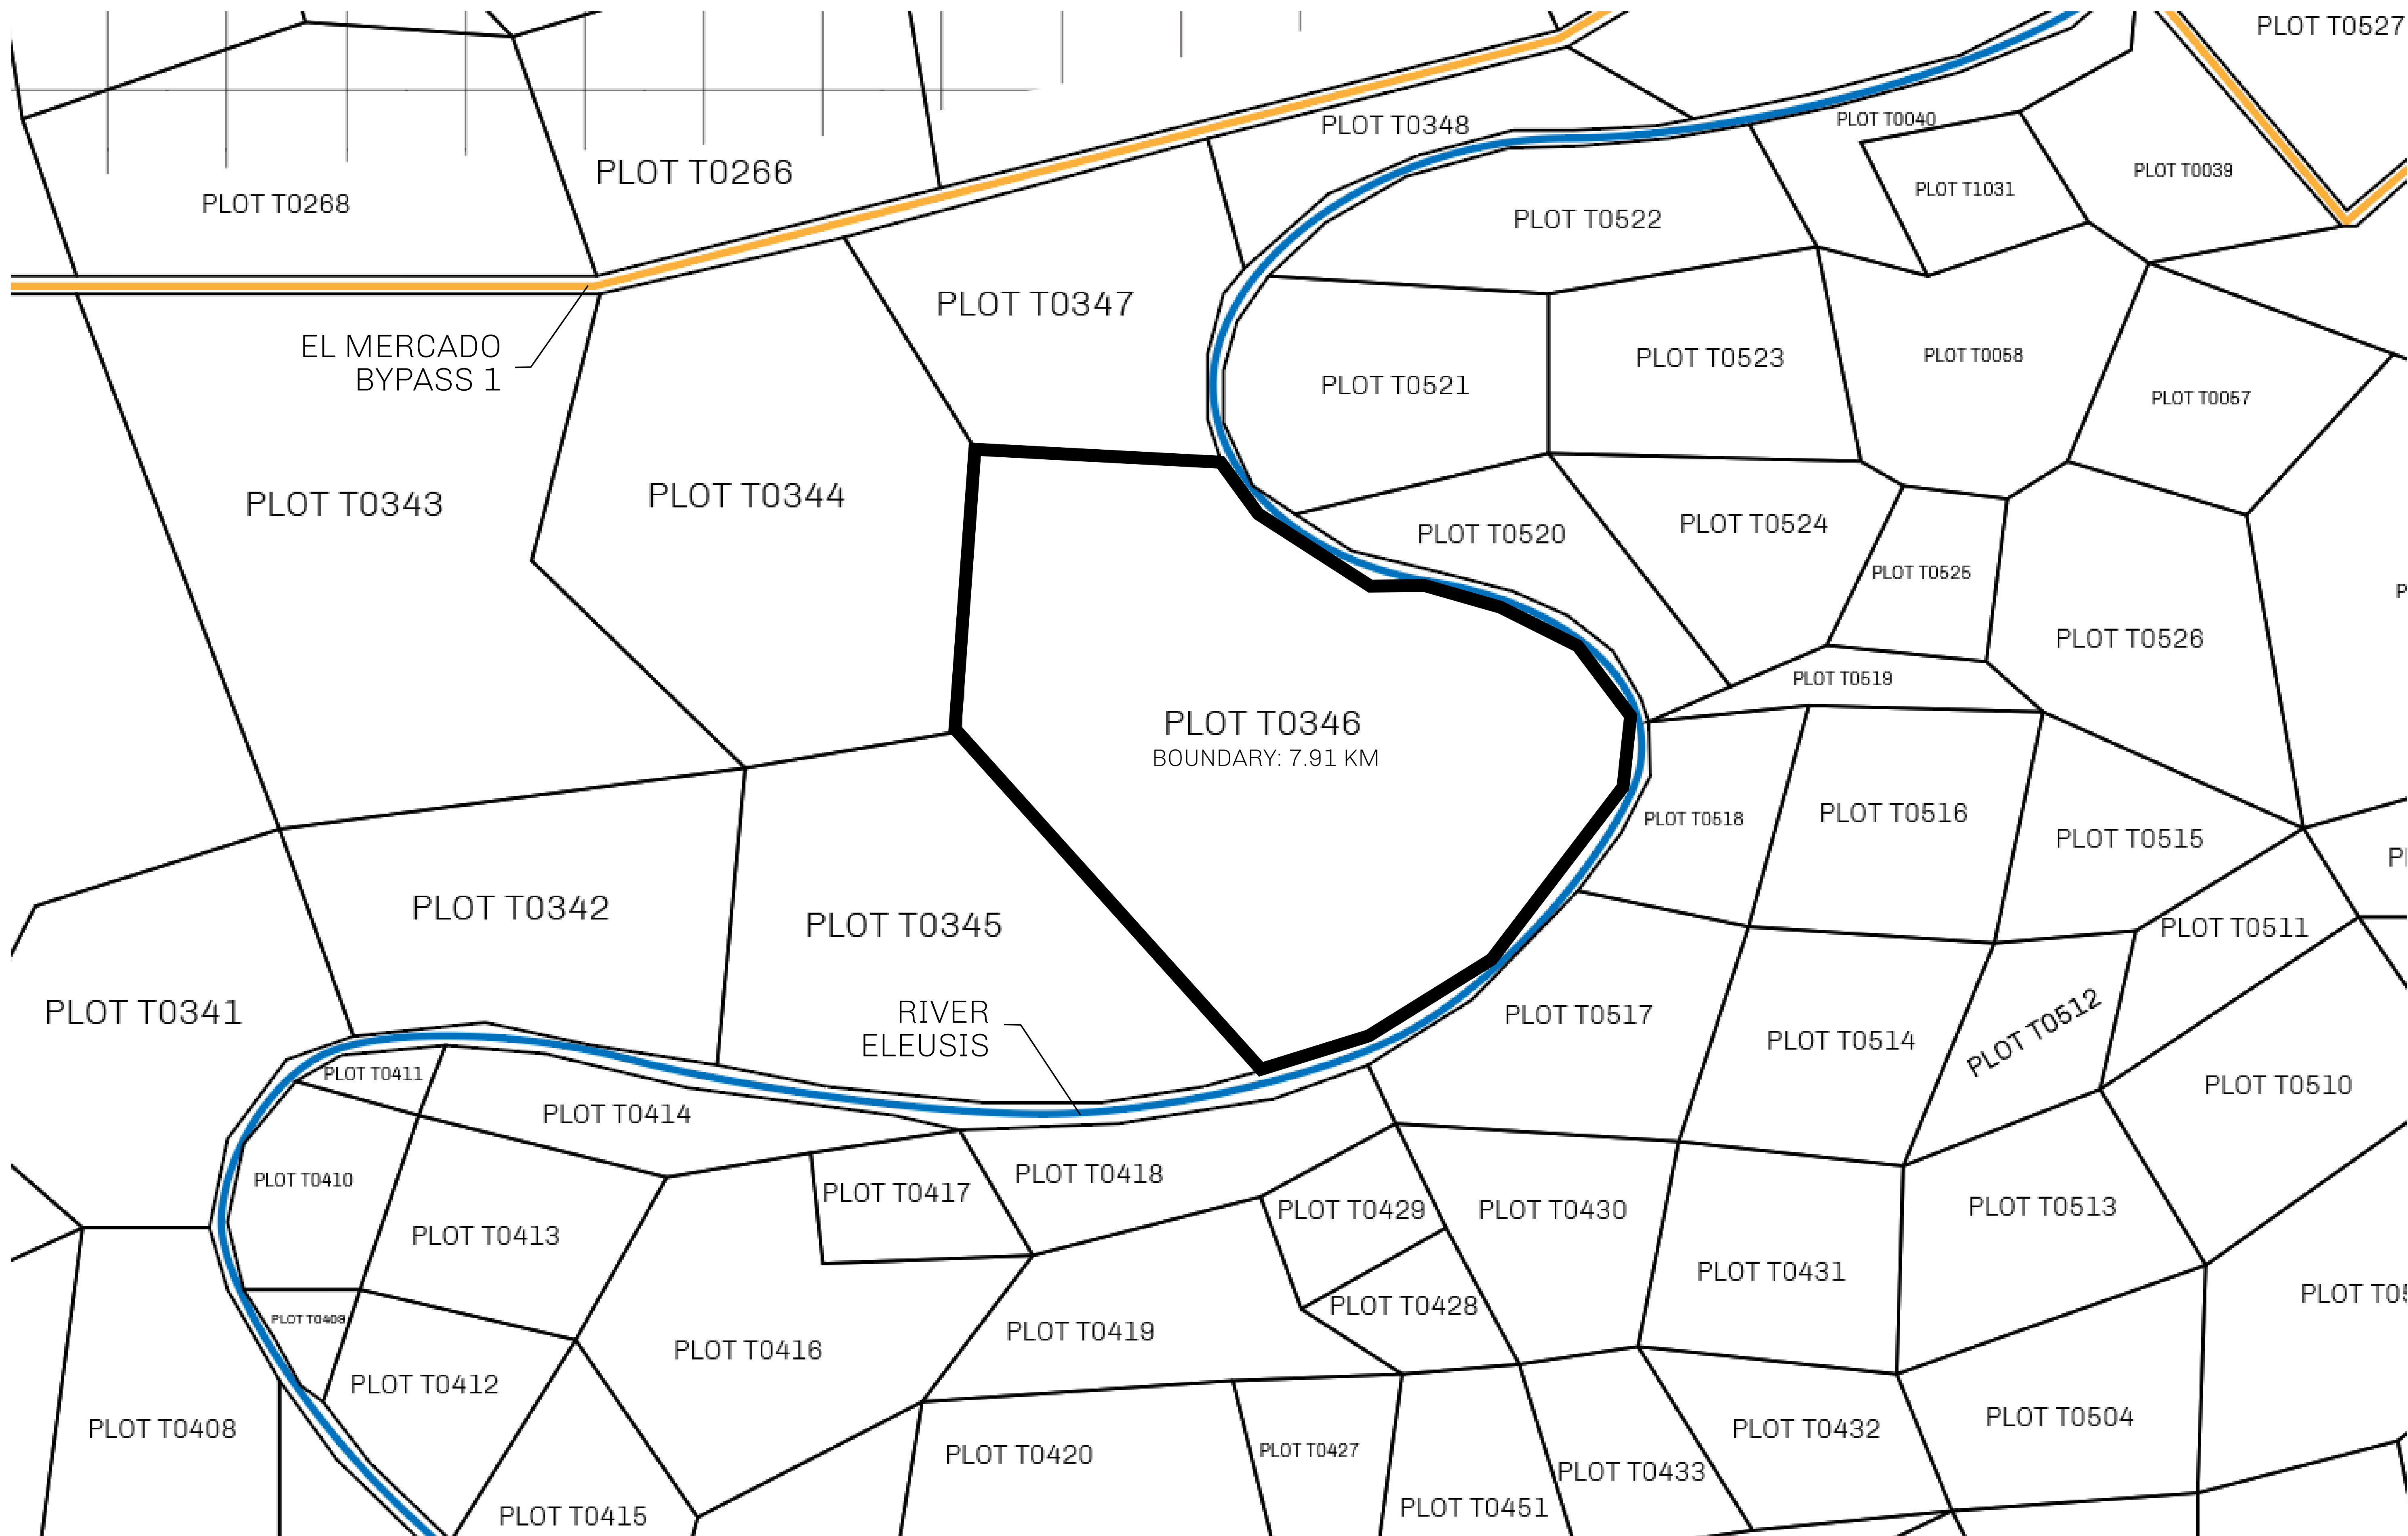 PLOT T0527
PLOT T0348
PLOT T0040
PLOT T0266
PLOT T0039
PLOT T1031
PLOT T0268
PLOT T0522
PLOT T0347
EL MERCADO
BYPASS 1
PLOT T0523
PLOT T0058
PLOT T0521
PLOT T0057
PLOT T0344
PLOT T0343
PLOT T0524
PLOT T0520
PLOT T0525
P
PLOT T0526
PLOT T0519
PLOT T0346
BOUNDARY: 7.91 KM
PLOT T0516
PLOT T0518
PLOT T0515
PLOT T0342
PLOT T0345
PLOT T0511
PLOT T0341
RIVER
ELEUSIS
PLOT T0517
PLOT T0512
PLOT T0514
PLOT T0411
PLOT T0510
PLOT T0414
PLOT T0418
PLOT T0410
PLOT T0417
PLOT T0429
PLOT T0430
PLOT T0513
PLOT T0413
PLOT T0431
PLOT T0428
PLOT T0409
PLOT T0419
PLOT T0416
PLOT T0412
PLOT T0504
PLOT T0408
PLOT T0432
PLOT T0420
PLOT T0427
PLOT T0433
PLOT T0451
PLOT T0415